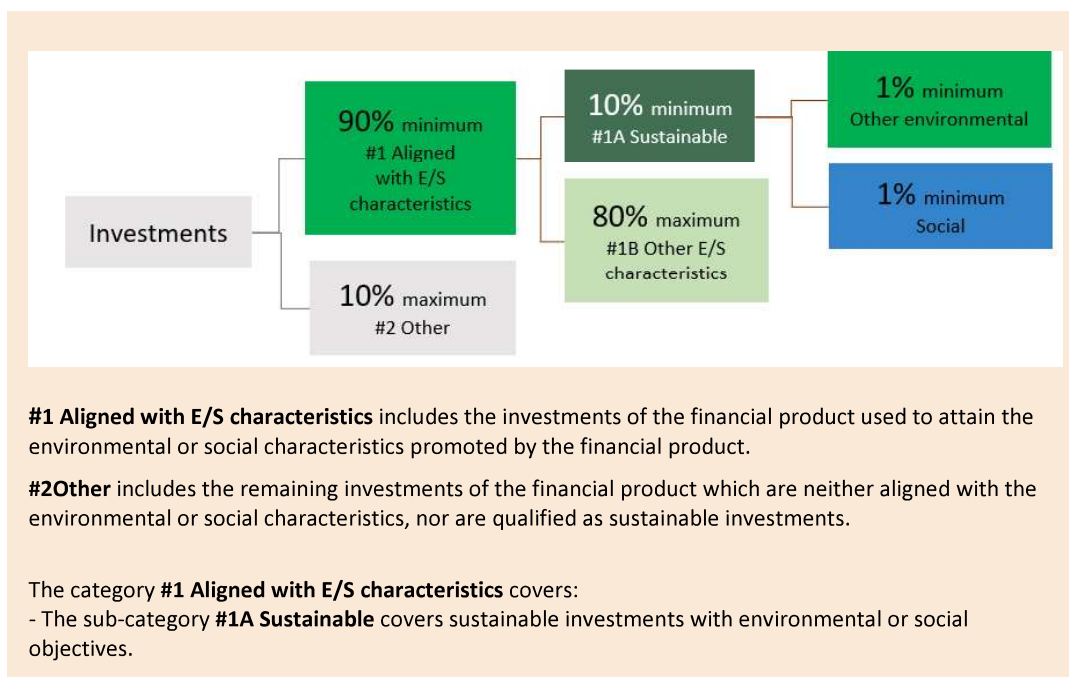 Investments
90% minimum
#1 Aligned
with E/S
characteristics
10% maximum
#2 Other
10% minimum
#1A Sustainable
80% maximum
#1B Other E/S
characteristics
1% minimum
Other environmental
1% minimum
Social
#1 Aligned with E/S characteristics includes the investments of the financial product used to attain the
environmental or social characteristics promoted by the financial product.
#2Other includes the remaining investments of the financial product which are neither aligned with the
environmental or social characteristics, nor are qualified as sustainable investments.
The category #1 Aligned with E/S characteristics covers:
- The sub-category #1A Sustainable covers sustainable investments with environmental or social
objectives.